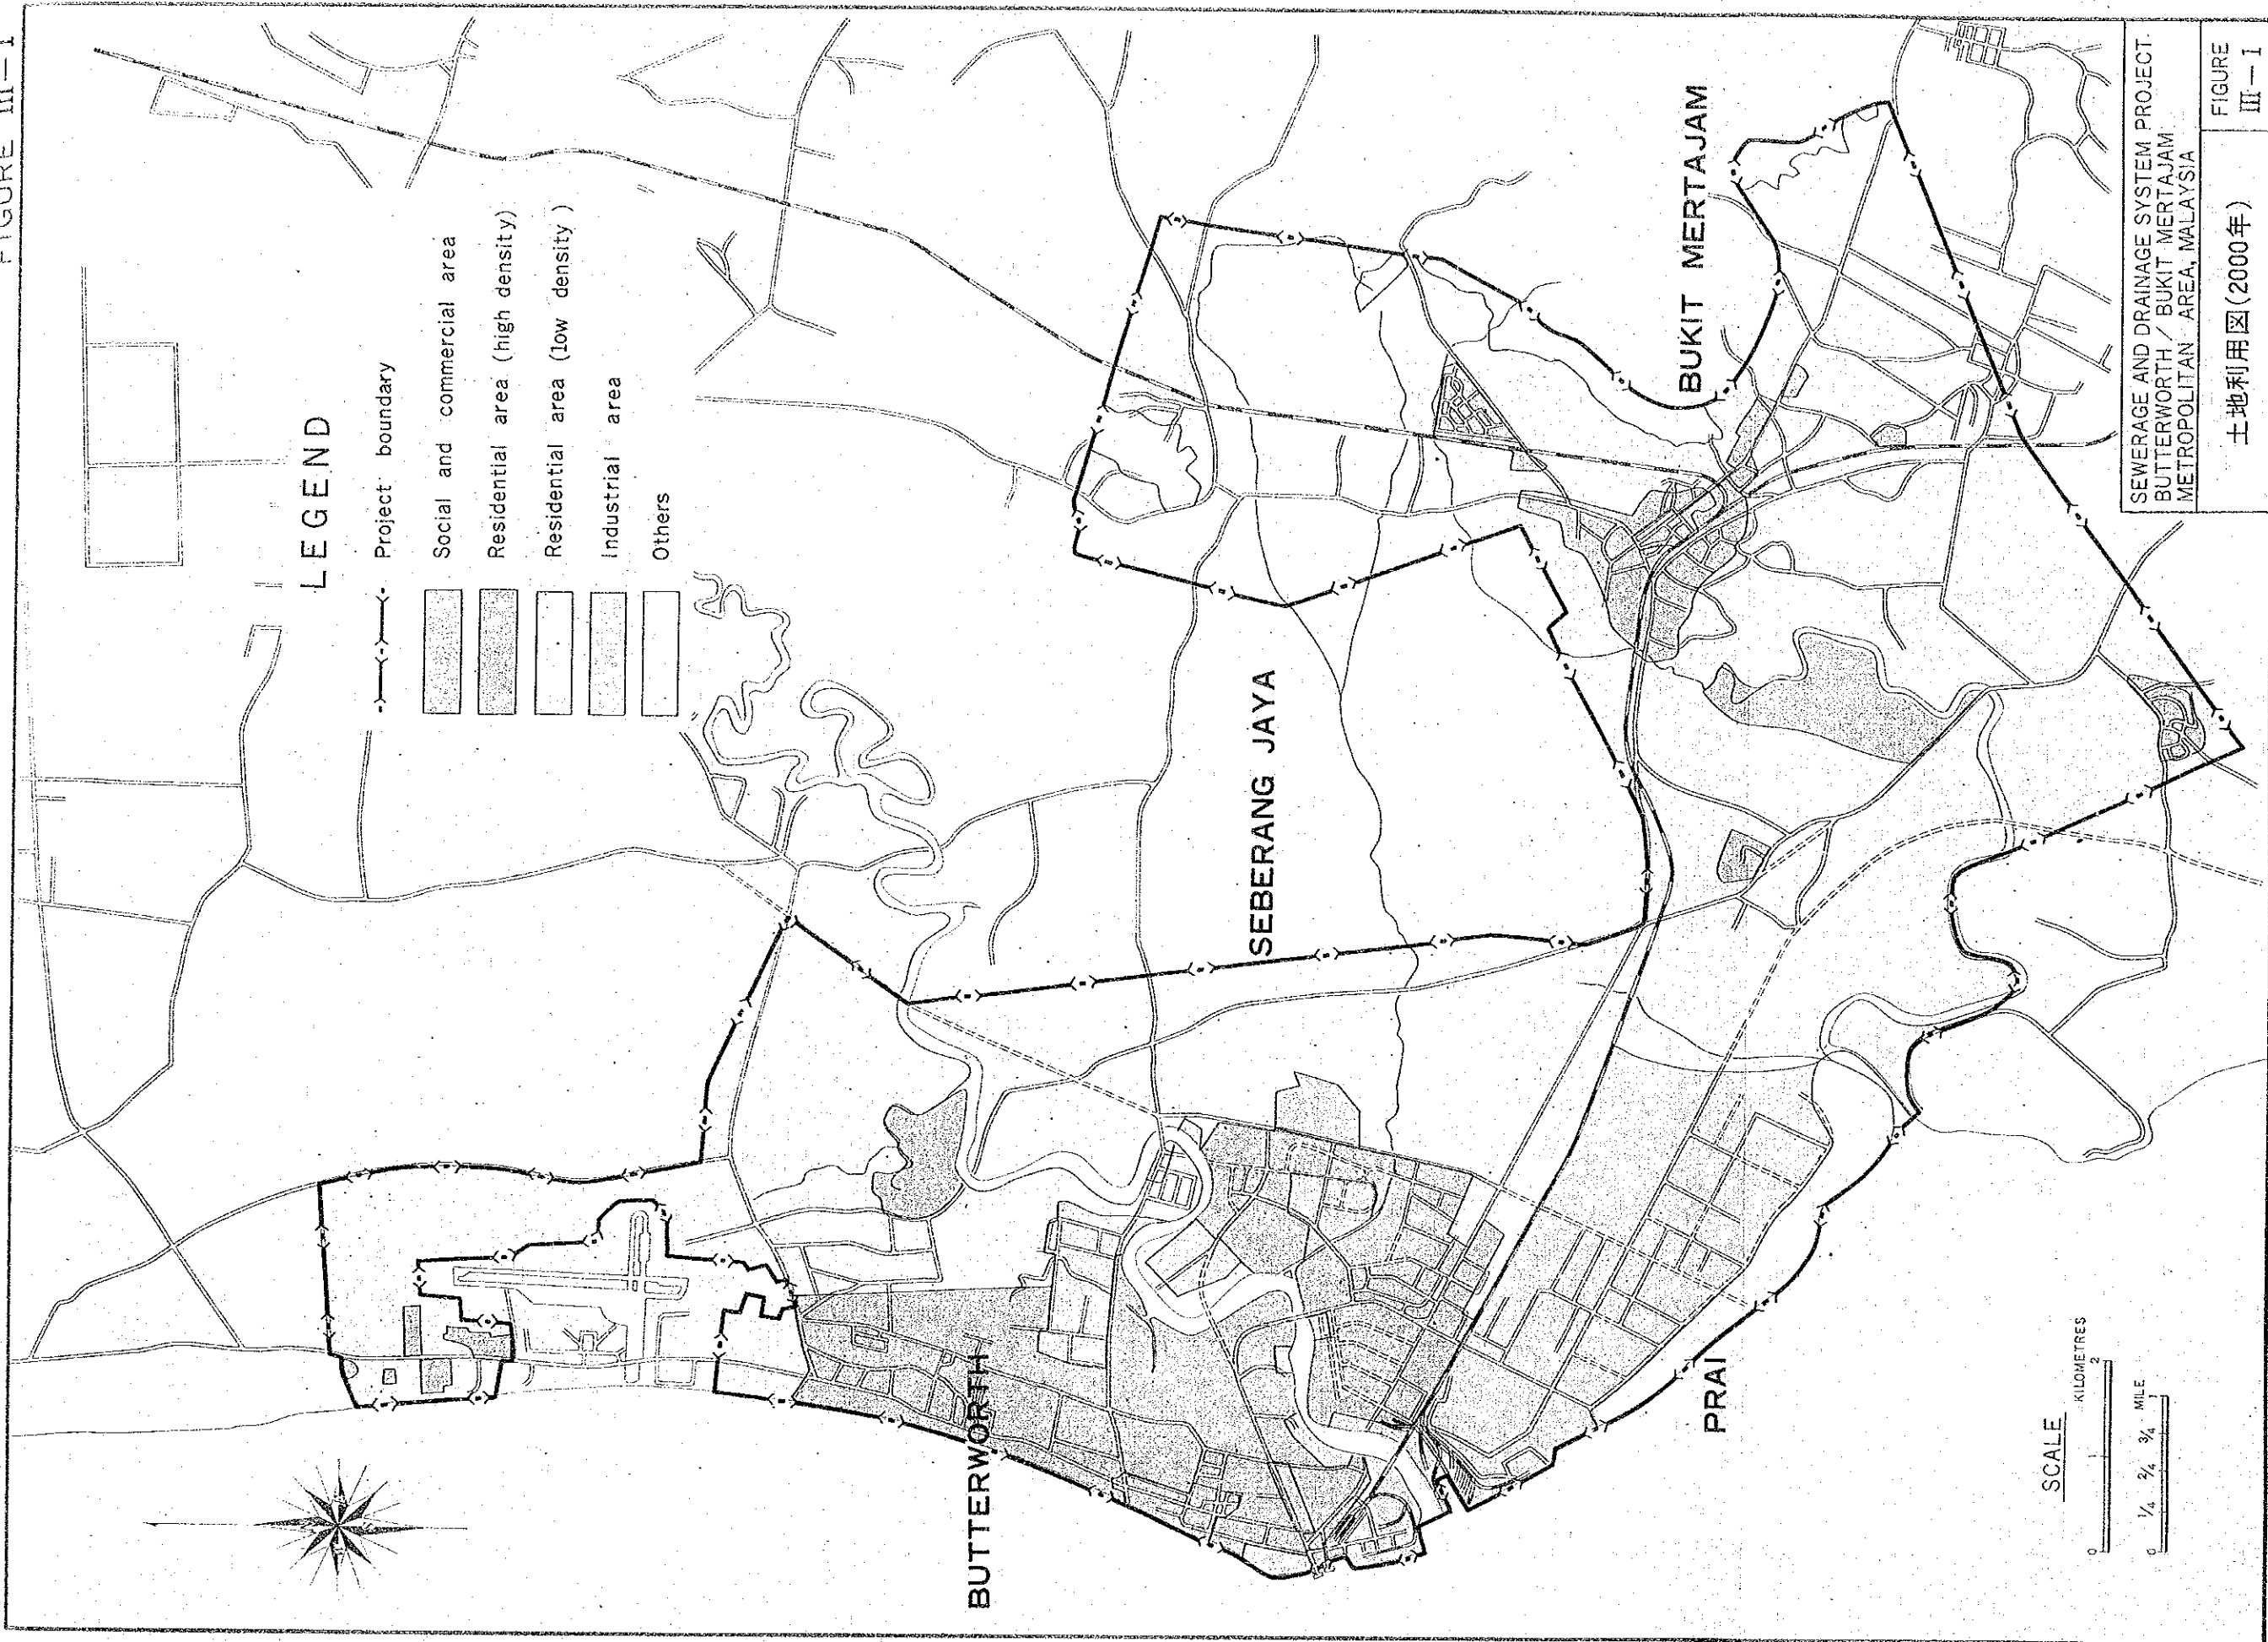 FIGURE III-1
LEGEND
Project boundary
Social and commercial area
Residential area (high density)
Residential area (low density)
Industrial area
Others
BUKIT MERTAJAM
SEBERANG JAYA
BUTTERWORTH
PRAI
SCALE
KILOMETRES
0 1 2
MILE
0 1/4 2/4 3/4 1
SEWERAGE AND DRAINAGE SYSTEM PROJECT.
BUTTERWORTH / BUKIT MERTAJAM
METROPOLITAN AREA, MALAYSIA
土地利用図(2000年)
FIGURE
III-1